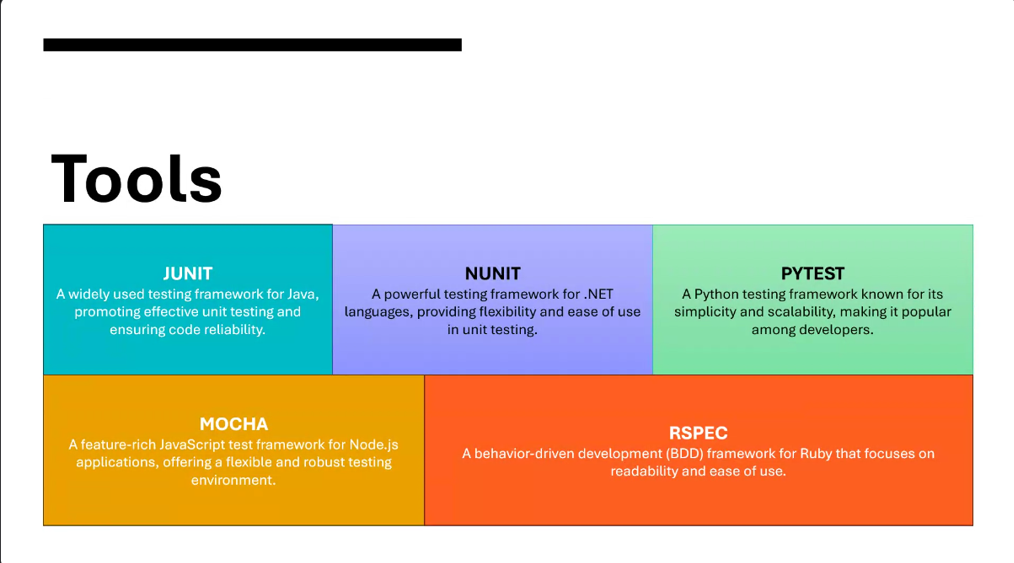 Tools
JUNIT
A widely used testing framework for Java,
promoting effective unit testing and
ensuring code reliability.
NUNIT
A powerful testing framework for .NET
languages, providing flexibility and ease of use
in unit testing.
PYTEST
A Python testing framework known for its
simplicity and scalability, making it popular
among developers.
MOCHA
A feature-rich JavaScript test framework for Node.js
applications, offering a flexible and robust testing
environment.
RSPEC
A behavior-driven development (BDD) framework for Ruby that focuses on
readability and ease of use.